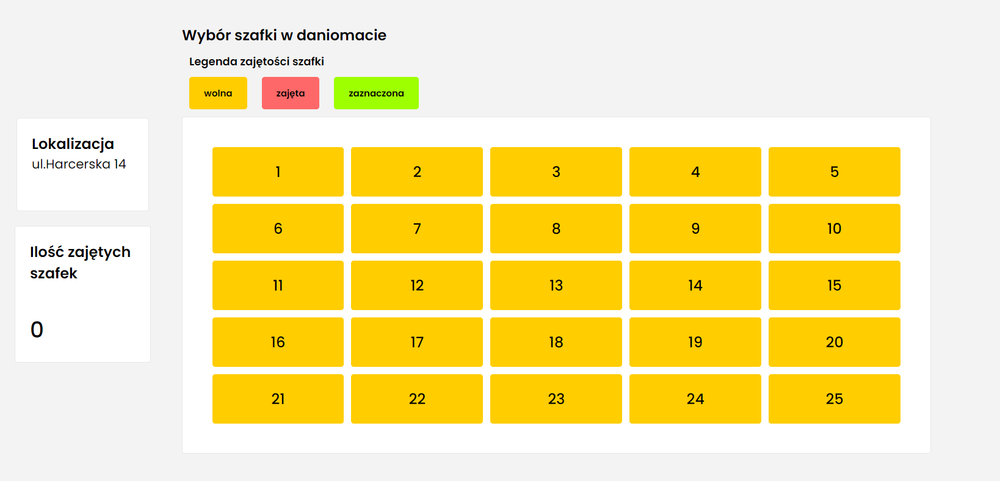 Wybór szafki w daniomacie
Legenda zajętości szafki
wolna zajęta zaznaczona
Lokalizacja
ul.Harcerska 14
Ilość zajętych
szafek
0
1 2 3 4 5
6 7 8 9 10
11 12 13 14 15
16 17 18 19 20
21 22 23 24 25